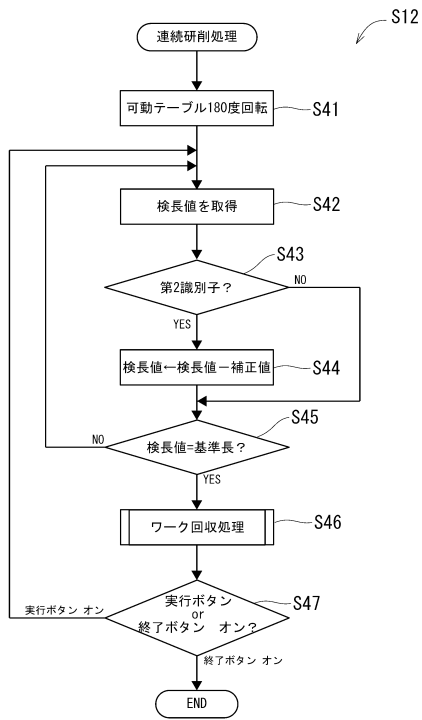 S12
連続研削処理
可動テーブル180度回転
S41
検長値を取得
S42
第2識別子？
S43
NO
YES
検長値←検長値－補正値
S44
検長値=基準長？
S45
NO
YES
ワーク回収処理
S46
実行ボタン
or
終了ボタン　オン？
S47
実行ボタン オン
終了ボタン オン
END